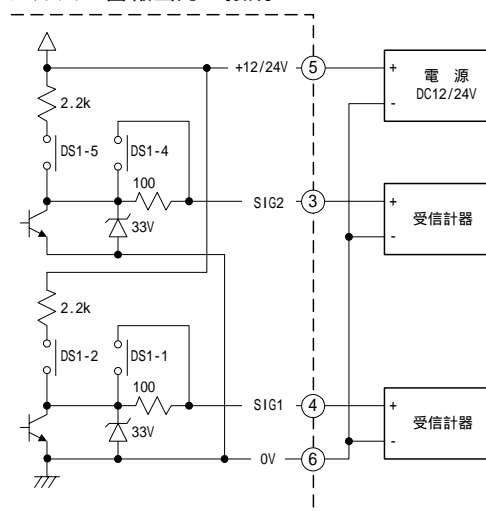 +12/24V
5
+
電 源
DC12/24V
-
2.2k
DS1-5
DS1-4
100
SIG2
3
+
受信計器
-
33V
2.2k
DS1-2
DS1-1
100
SIG1
4
+
受信計器
-
33V
0V
6